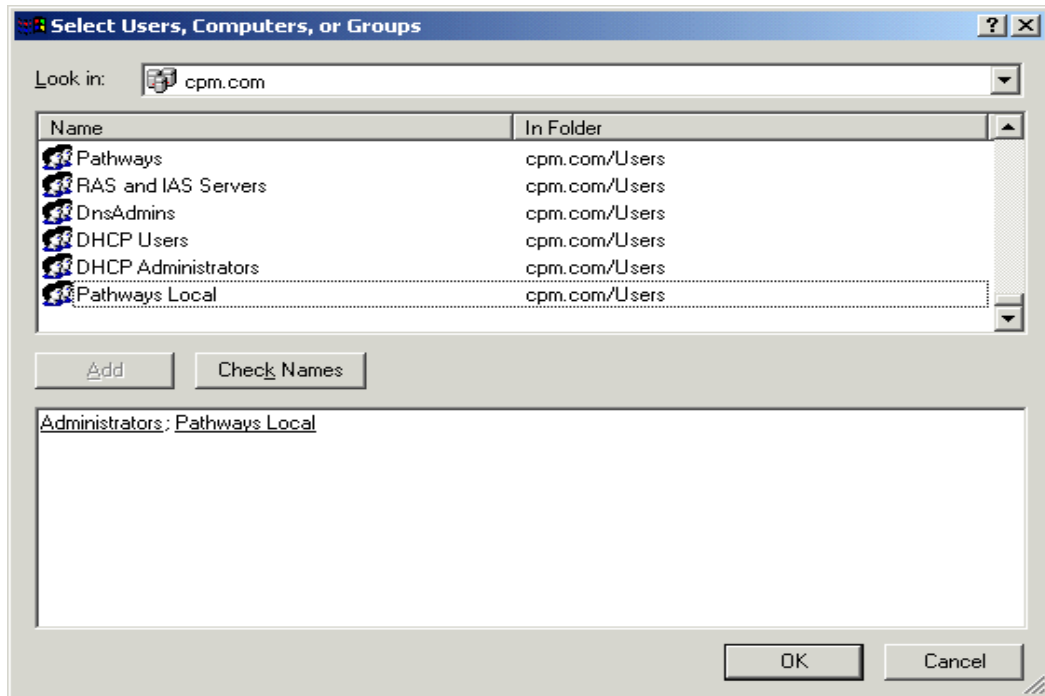 Select Users, Computers, or Groups
Look in: cpm.com
Name In Folder
Pathways cpm.com/Users
RAS and IAS Servers cpm.com/Users
DnsAdmins cpm.com/Users
DHCP Users cpm.com/Users
DHCP Administrators cpm.com/Users
Pathways Local cpm.com/Users
Add Check Names
Administrators; Pathways Local
OK Cancel